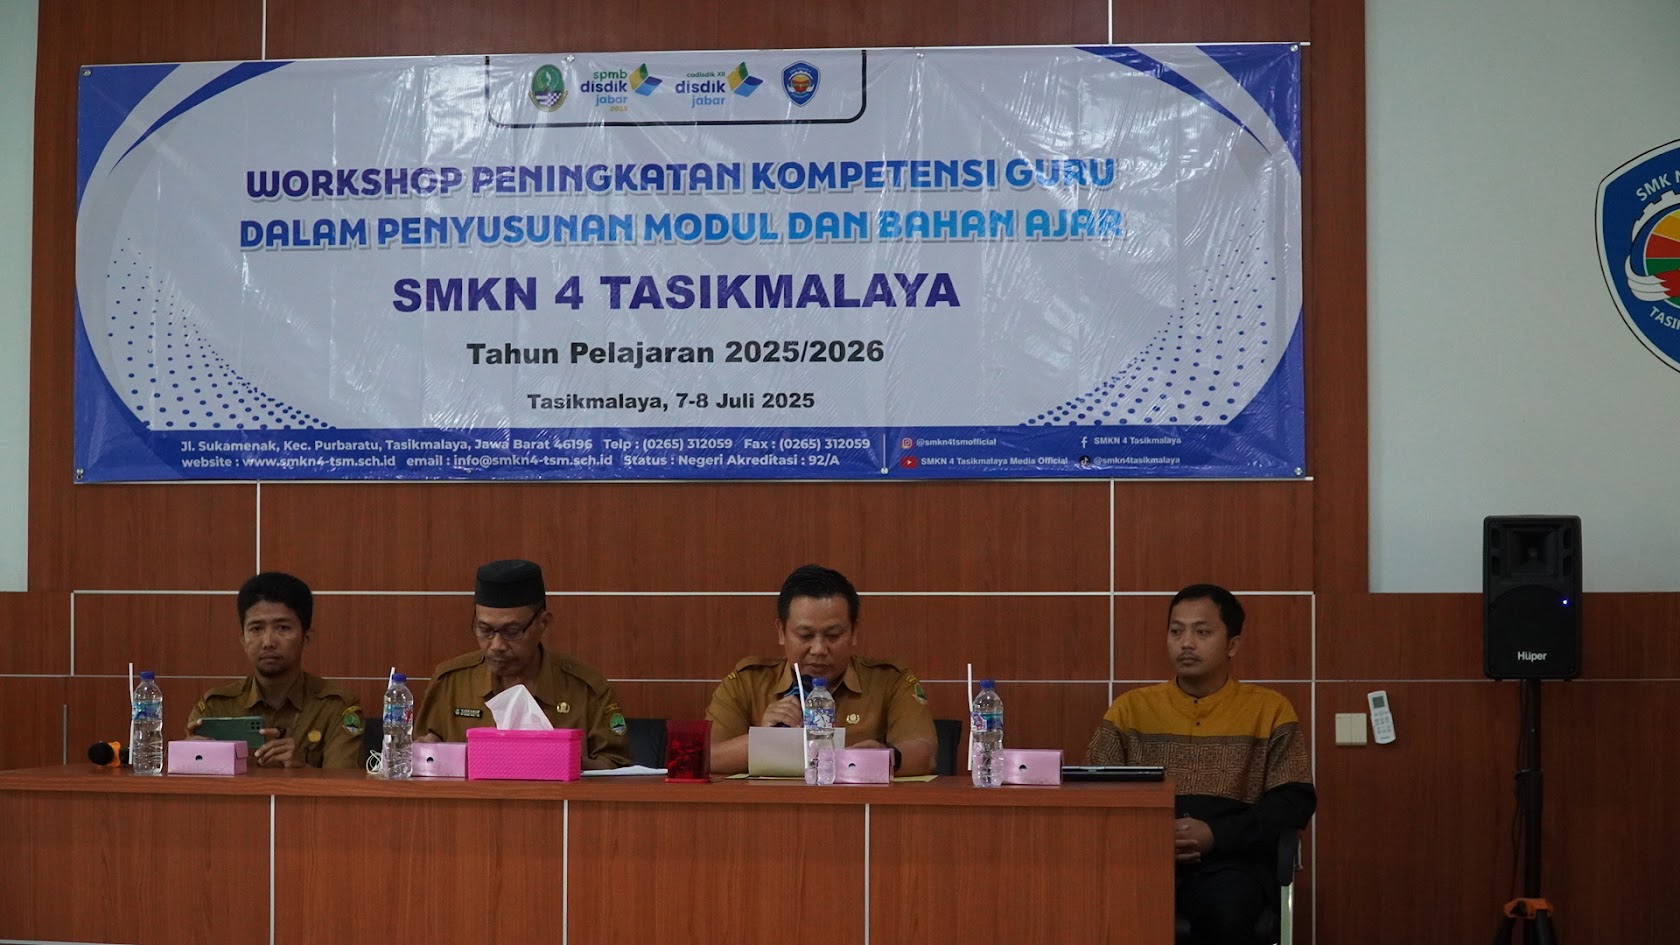 spmb
disdik
jabar
2025
cadisdik XII
disdik
jabar
WORKSHOP PENINGKATAN KOMPETENSI GURU
DALAM PENYUSUNAN MODUL DAN BAHAN AJAR
SMKN 4 TASIKMALAYA
Tahun Pelajaran 2025/2026
Tasikmalaya, 7-8 Juli 2025
Jl. Sukamenak, Kec. Purbaratu, Tasikmalaya, Jawa Barat 46196 Telp : (0265) 312059 Fax : (0265) 312059
website : www.smkn4-tsm.sch.id email : info@smkn4-tsm.sch.id Status : Negeri Akreditasi : 92/A
@smkn4tsmofficial
SMKN 4 Tasikmalaya
SMKN 4 Tasikmalaya Media Official
@smkn4tasikmalaya
SMK N
TASI
Hüper